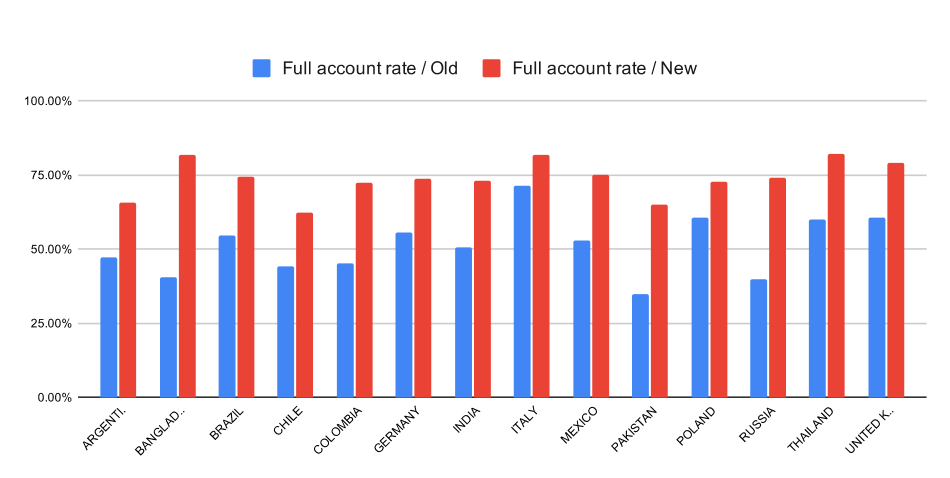 Full account rate / Old Full account rate / New
100.00%
75.00%
50.00%
25.00%
0.00%
ARGENTI.
BANGLAD..
BRAZIL
CHILE
COLOMBIA
GERMANY
INDIA
ITALY
MEXICO
PAKISTAN
POLAND
RUSSIA
THAILAND
UNITED K..